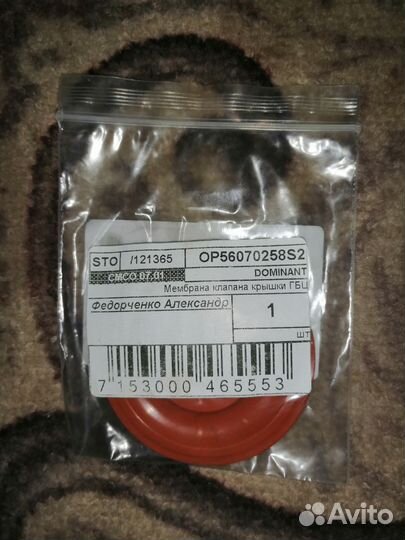 STO /121365 OP56070258S2
CMCO 07.01 DOMINANT
Мембрана клапана крышки ГБЦ
Федорченко Александр 1
шт
7 153000 465553
Avito